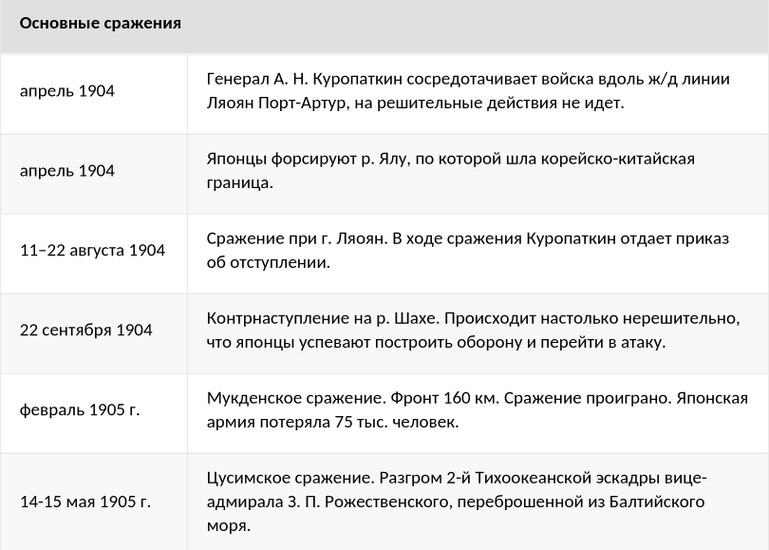 Основные сражения
апрель 1904
Генерал А. Н. Куропаткин сосредотачивает войска вдоль ж/д линии
Ляоян Порт-Артур, на решительные действия не идет.
апрель 1904
Японцы форсируют р. Ялу, по которой шла корейско-китайская
граница.
11–22 августа 1904
Сражение при г. Ляоян. В ходе сражения Куропаткин отдает приказ
об отступлении.
22 сентября 1904
Контрнаступление на р. Шахе. Происходит настолько нерешительно,
что японцы успевают построить оборону и перейти в атаку.
февраль 1905 г.
Мукденское сражение. Фронт 160 км. Сражение проиграно. Японская
армия потеряла 75 тыс. человек.
14-15 мая 1905 г.
Цусимское сражение. Разгром 2-й Тихоокеанской эскадры вице-
адмирала З. П. Рожественского, переброшенной из Балтийского
моря.